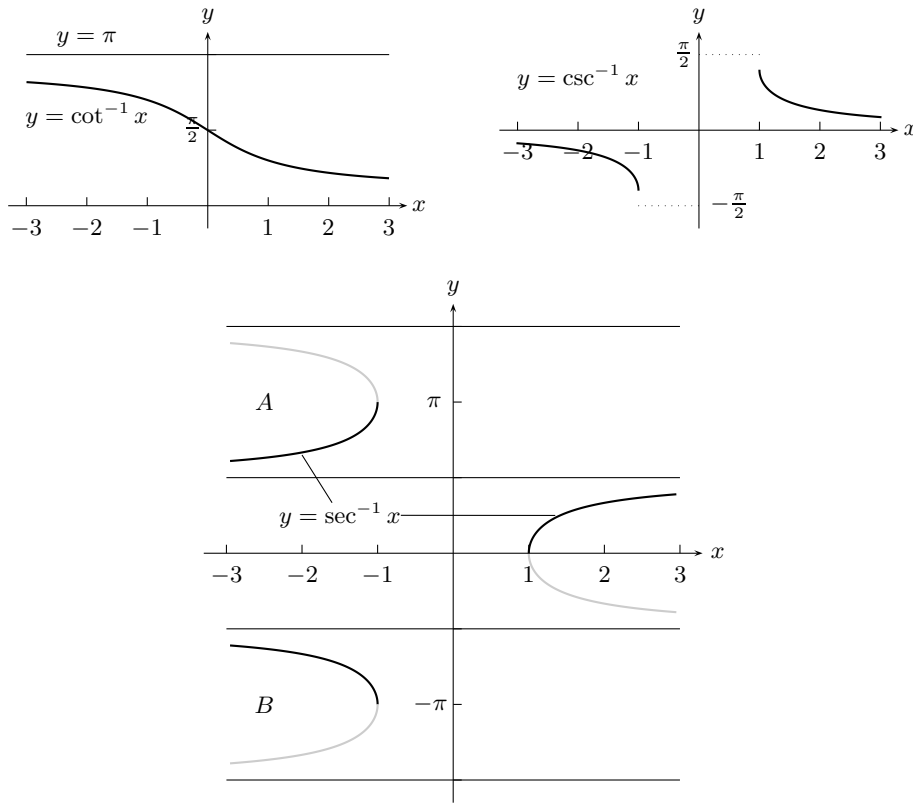 y
y = π
y = cot⁻¹ x
π/2
x
−3 −2 −1 1 2 3
y
π/2
y = csc⁻¹ x
x
−3 −2 −1 1 2 3
−π/2
y
A
π
y = sec⁻¹ x
x
−3 −2 −1 1 2 3
B
−π